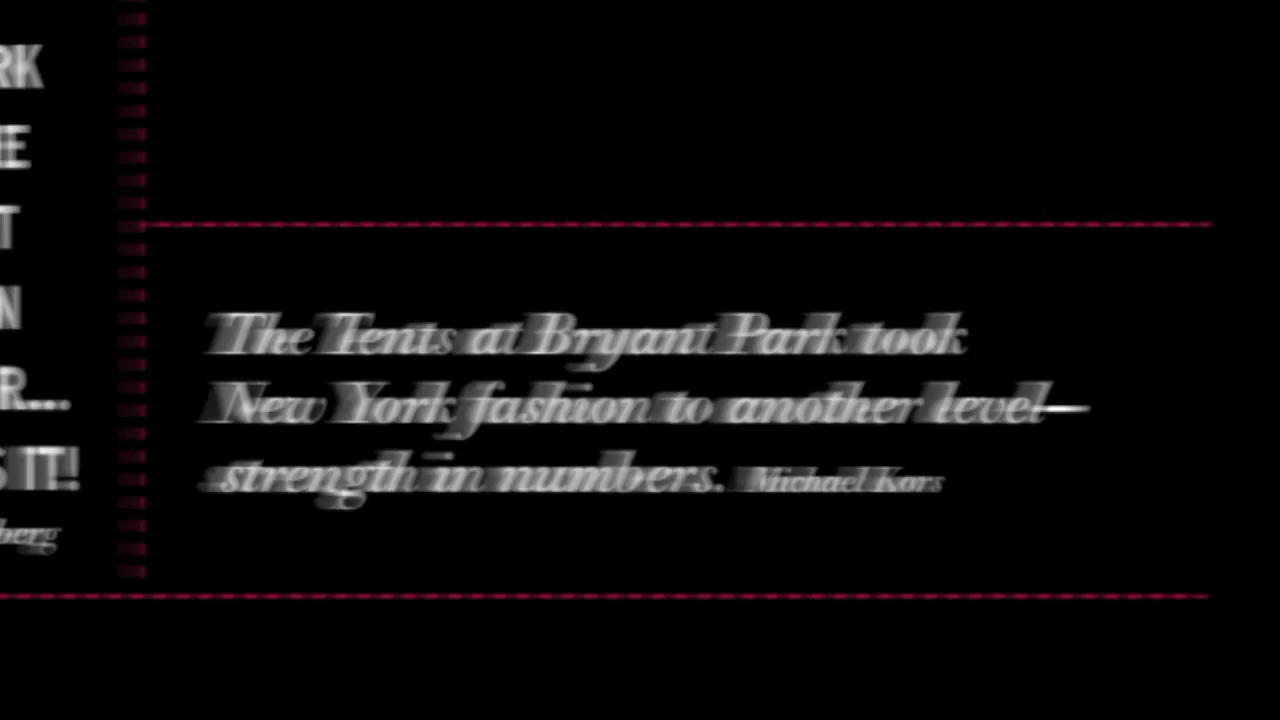 RK
E
T
N
R...
S IT!
berg
The Tents at Bryant Park took
New York fashion to another level—
strength in numbers. Michael Kors